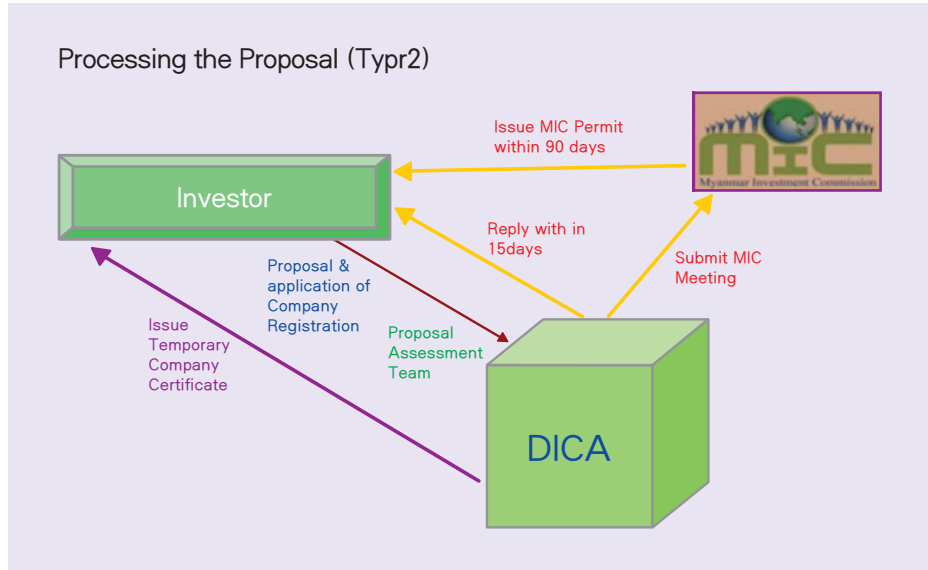 Processing the Proposal (Typr2)
Issue MIC Permit
within 90 days
MIC
Myanmar Investment Commission
Investor
Reply with in
15days
Submit MIC
Meeting
Proposal &
application of
Company
Registration
Issue
Temporary
Company
Certificate
Proposal
Assessment
Team
DICA